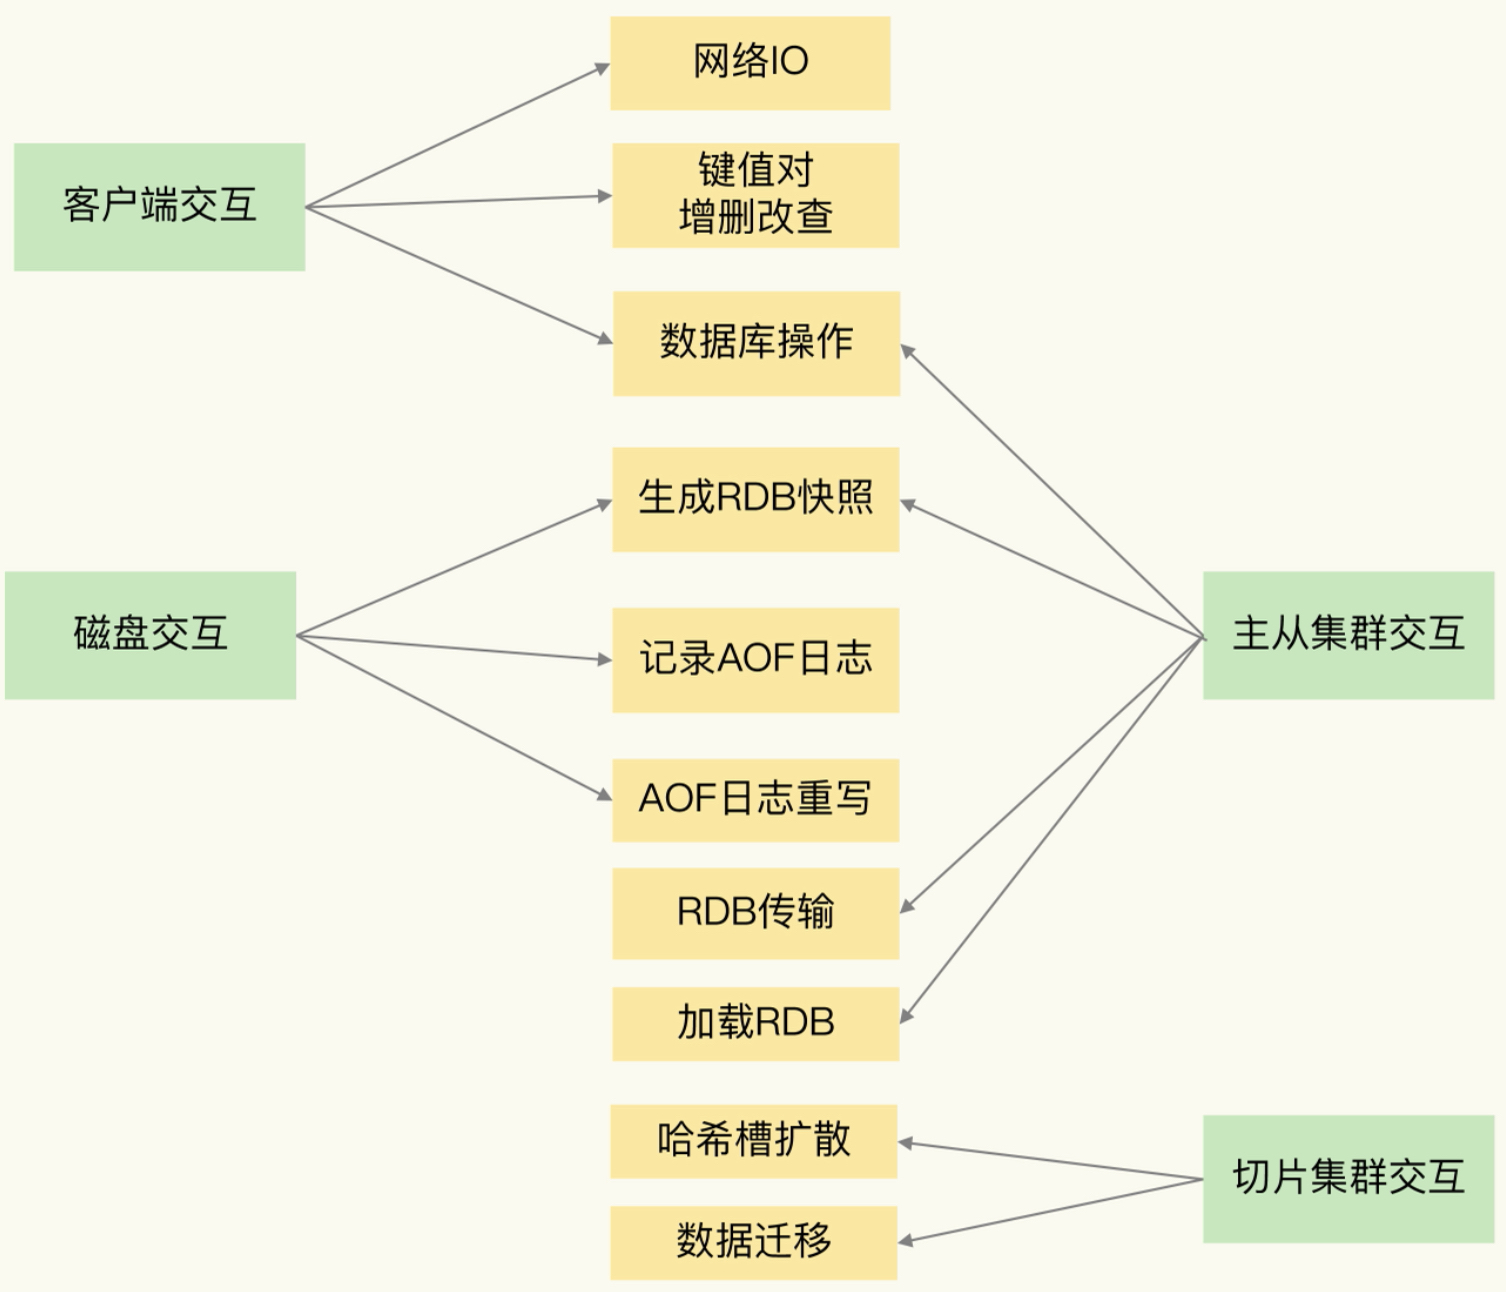 网络IO
客户端交互
键值对
增删改查
数据库操作
生成RDB快照
磁盘交互
主从集群交互
记录AOF日志
AOF日志重写
RDB传输
加载RDB
哈希槽扩散
切片集群交互
数据迁移